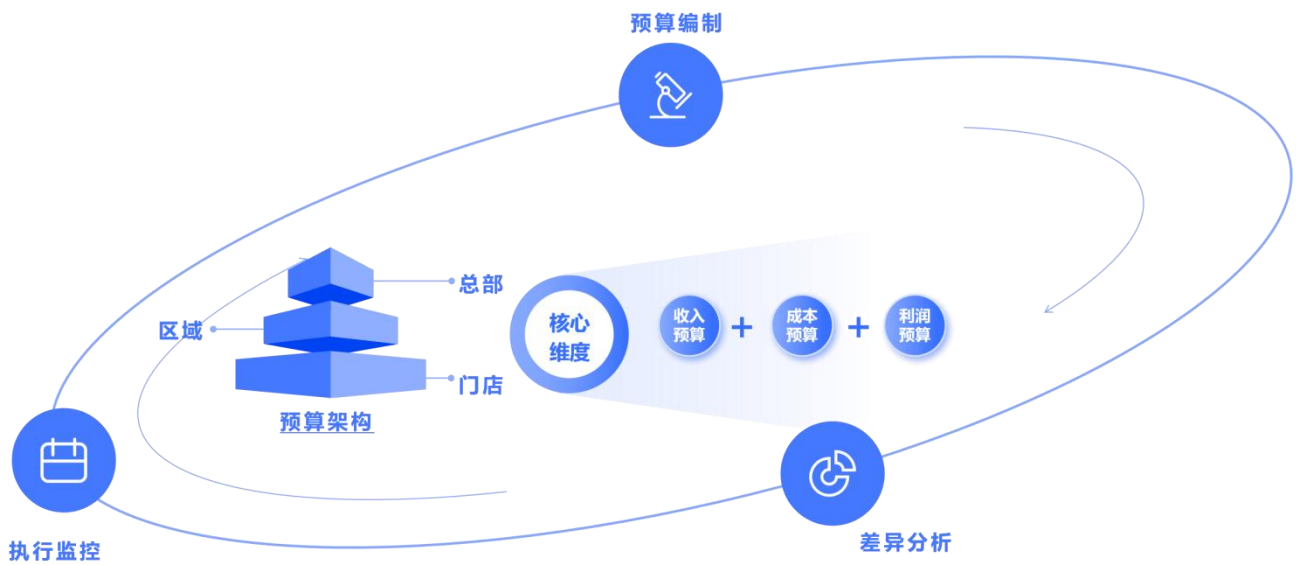 预算编制
总部
区域
门店
预算架构
核心
维度
收入
预算
+
成本
预算
+
利润
预算
执行监控
差异分析